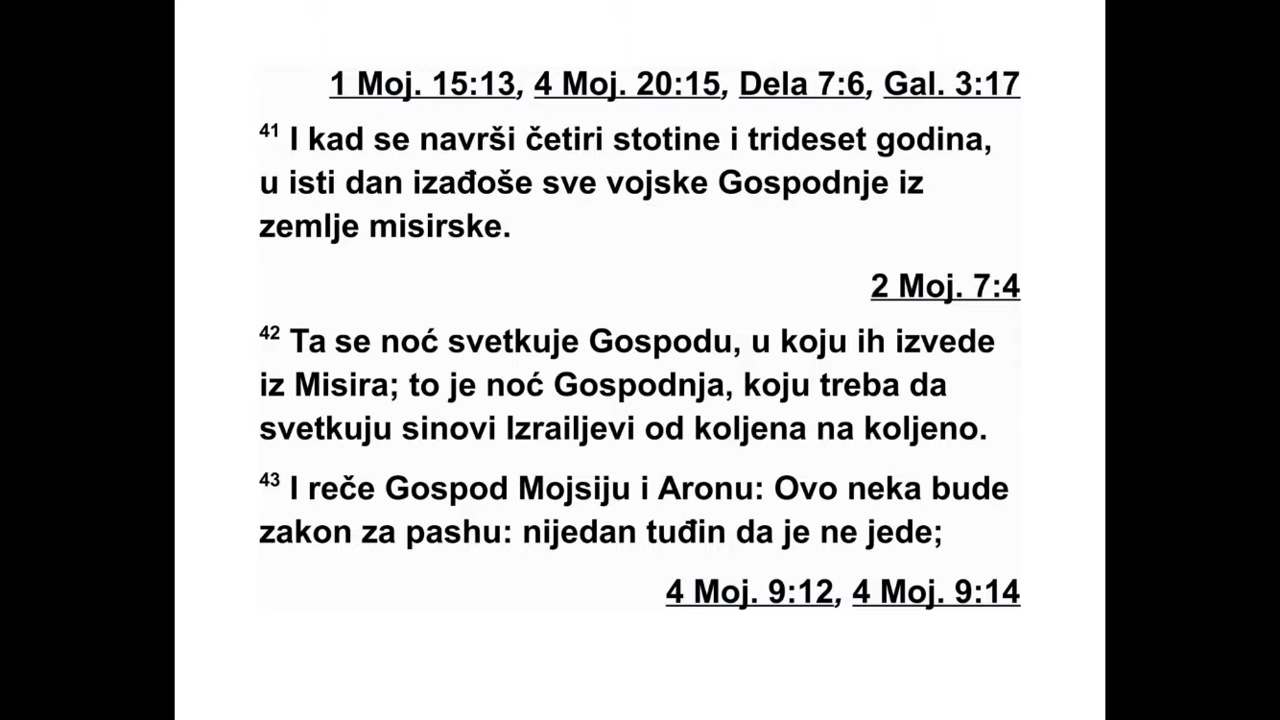 1 Moj. 15:13, 4 Moj. 20:15, Dela 7:6, Gal. 3:17
41 I kad se navrši četiri stotine i trideset godina,
u isti dan izađoše sve vojske Gospodnje iz
zemlje misirske.
2 Moj. 7:4
42 Ta se noć svetkuje Gospodu, u koju ih izvede
iz Misira; to je noć Gospodnja, koju treba da
svetkuju sinovi Izrailjevi od koljena na koljeno.
43 I reče Gospod Mojsiju i Aronu: Ovo neka bude
zakon za pashu: nijedan tuđin da je ne jede;
4 Moj. 9:12, 4 Moj. 9:14